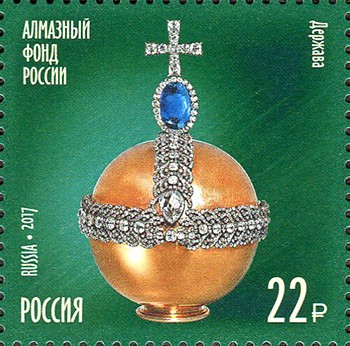 АЛМАЗНЫЙ
ФОНД
РОССИИ
Держава
RUSSIA • 2017
РОССИЯ
22₽